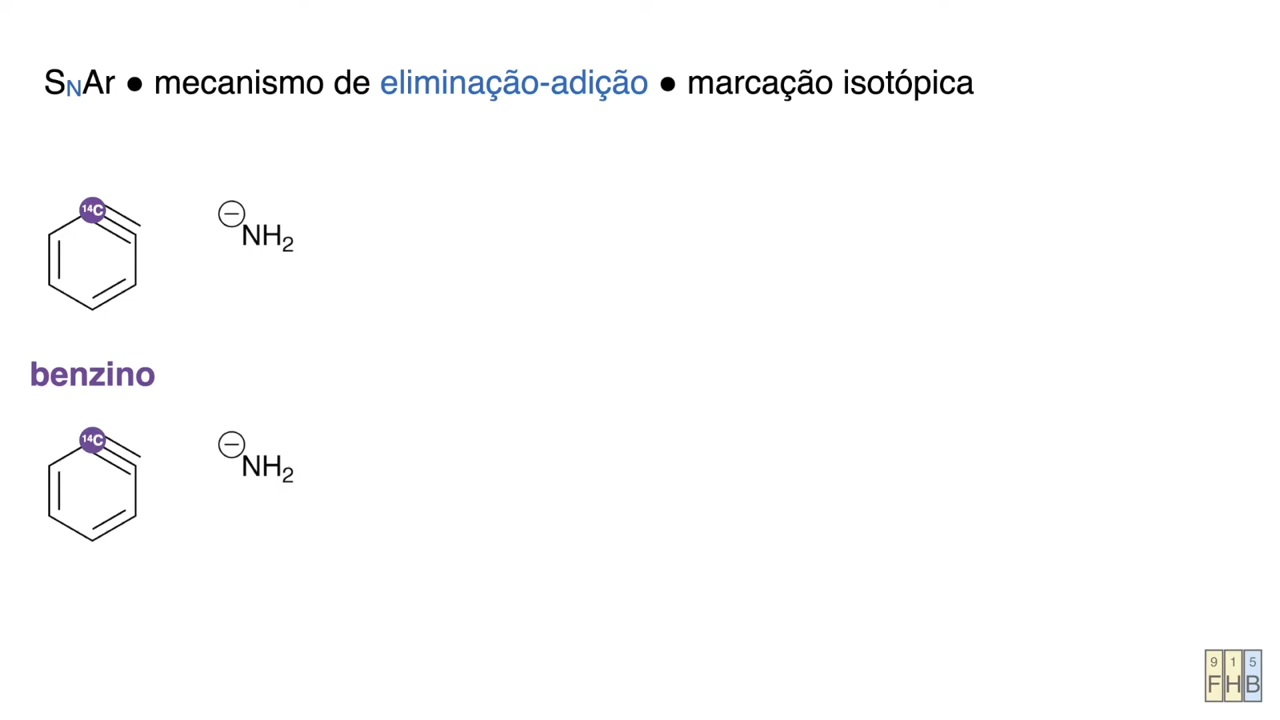 SNAr ● mecanismo de eliminação-adição ● marcação isotópica
14C
−
NH2
benzino
14C
−
NH2
9 1 5
F H B